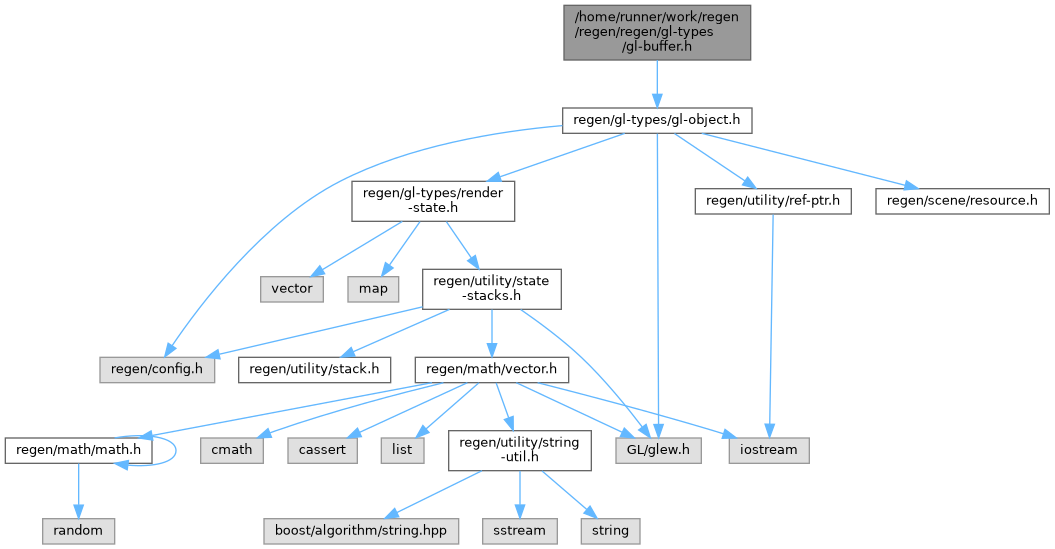 /home/runner/work/regen
/regen/regen/gl-types
/gl-buffer.h
regen/gl-types/gl-object.h
regen/gl-types/render
-state.h
regen/utility/ref-ptr.h
regen/scene/resource.h
vector
map
regen/utility/state
-stacks.h
regen/config.h
regen/utility/stack.h
regen/math/vector.h
regen/math/math.h
cmath
cassert
list
regen/utility/string
-util.h
GL/glew.h
iostream
random
boost/algorithm/string.hpp
sstream
string